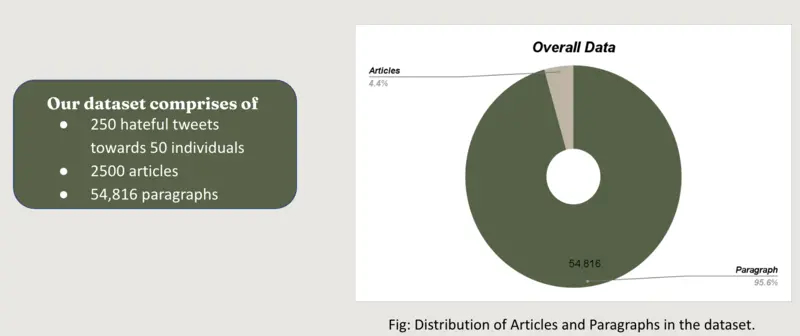 Our dataset comprises of
● 250 hateful tweets
towards 50 individuals
● 2500 articles
● 54,816 paragraphs
Overall Data
Articles
4.4%
54,816
Paragraph
95.6%
Fig: Distribution of Articles and Paragraphs in the dataset.